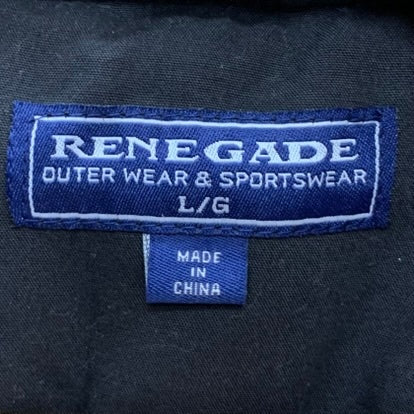 RENEGADE
OUTER WEAR & SPORTSWEAR
L/G
MADE
IN
CHINA